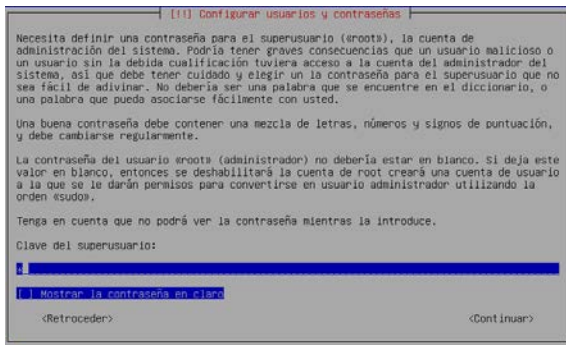 [!!] Configurar usuarios y contraseñas
Necesita definir una contraseña para el superusuario («root»), la cuenta de
administración del sistema. Podría tener graves consecuencias que un usuario malicioso o
un usuario sin la debida cualificación tuviera acceso a la cuenta del administrador del
sistema, así que debe tener cuidado y elegir un la contraseña para el superusuario que no
sea fácil de adivinar. No debería ser una palabra que se encuentre en el diccionario, o
una palabra que pueda asociarse fácilmente con usted.
Una buena contraseña debe contener una mezcla de letras, números y signos de puntuación,
y debe cambiarse regularmente.
La contraseña del usuario «root» (administrador) no debería estar en blanco. Si deja este
valor en blanco, entonces se deshabilitará la cuenta de root creará una cuenta de usuario
a la que se le darán permisos para convertirse en usuario administrador utilizando la
orden «sudo».
Tenga en cuenta que no podrá ver la contraseña mientras la introduce.
Clave del superusuario:
*
[ ] Mostrar la contraseña en claro
<Retroceder> <Continuar>